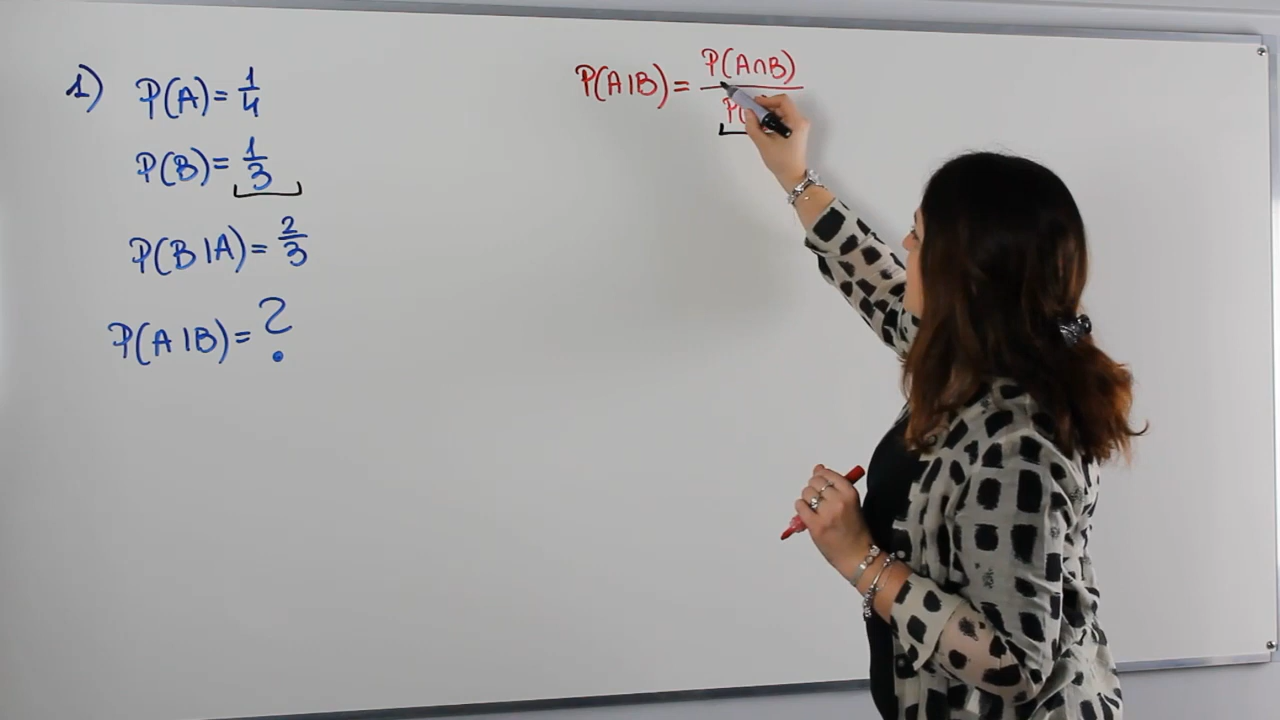 1) P(A) = 1/4
P(B) = 1/3
P(B|A) = 2/3
P(A|B) = ?
P(A|B) = P(A∩B) / P(